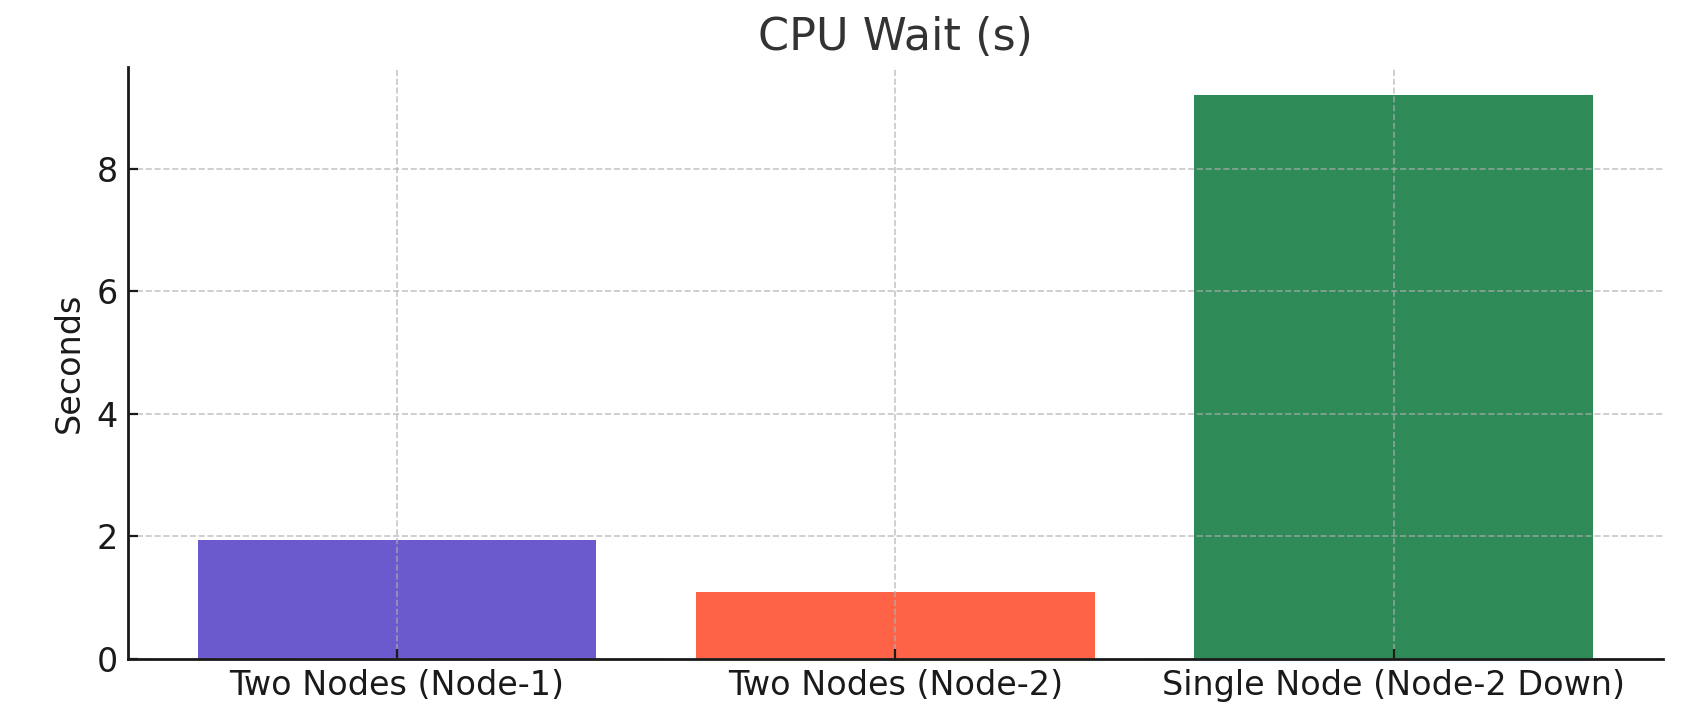 CPU Wait (s)
Seconds
8
6
4
2
0
Two Nodes (Node-1)
Two Nodes (Node-2)
Single Node (Node-2 Down)